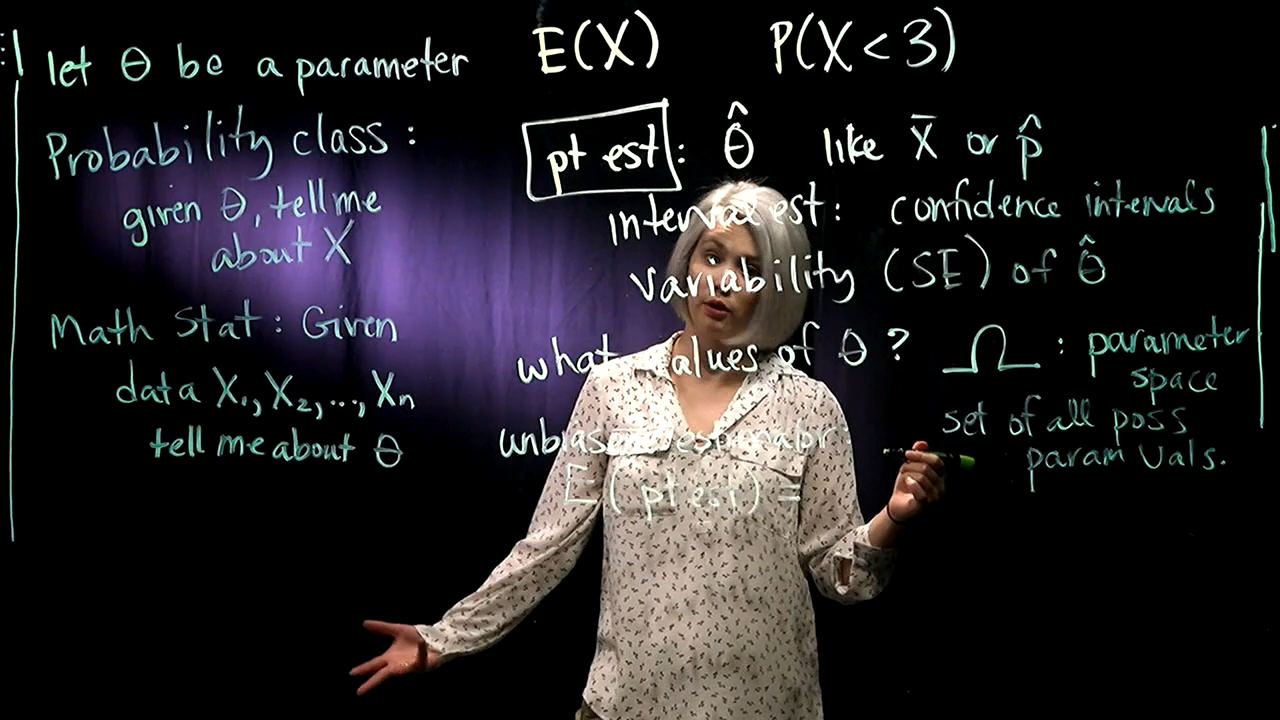 let θ be a parameter
Probability class:
given θ, tell me
about X
Math Stat: Given
data X₁, X₂, ..., Xₙ
tell me about θ
E(X) P(X<3)
pt est: θ̂ like X̄ or p̂
interval est: confidence intervals
variability (SE) of θ̂
what values of θ? Ω: parameter
space
set of all poss
param vals.
unbiased estimator:
E(pt est) =